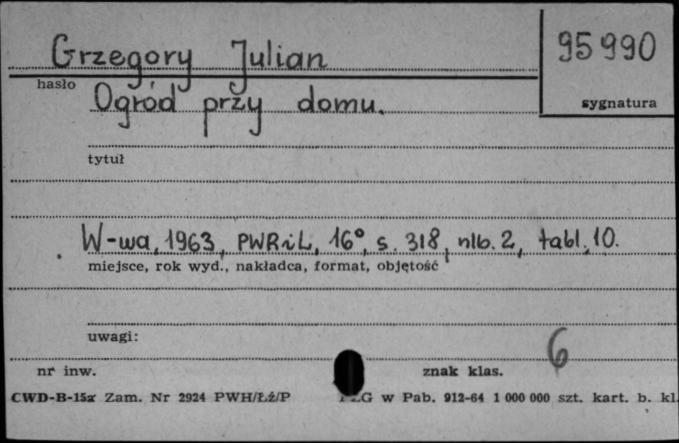 Grzegory Julian
95990
hasło
sygnatura
Ogród przy domu.
tytuł
W-wa, 1963, PWRiL, 16°, s. 318, nlb. 2, tabl. 10.
miejsce, rok wyd., nakładca, format, objętość
uwagi:
6
nr inw.
znak klas.
CWD-B-15a Zam. Nr 2924 PWH/Łź/P
w Pab. 912-64 1 000 000 szt. kart. b. kl.